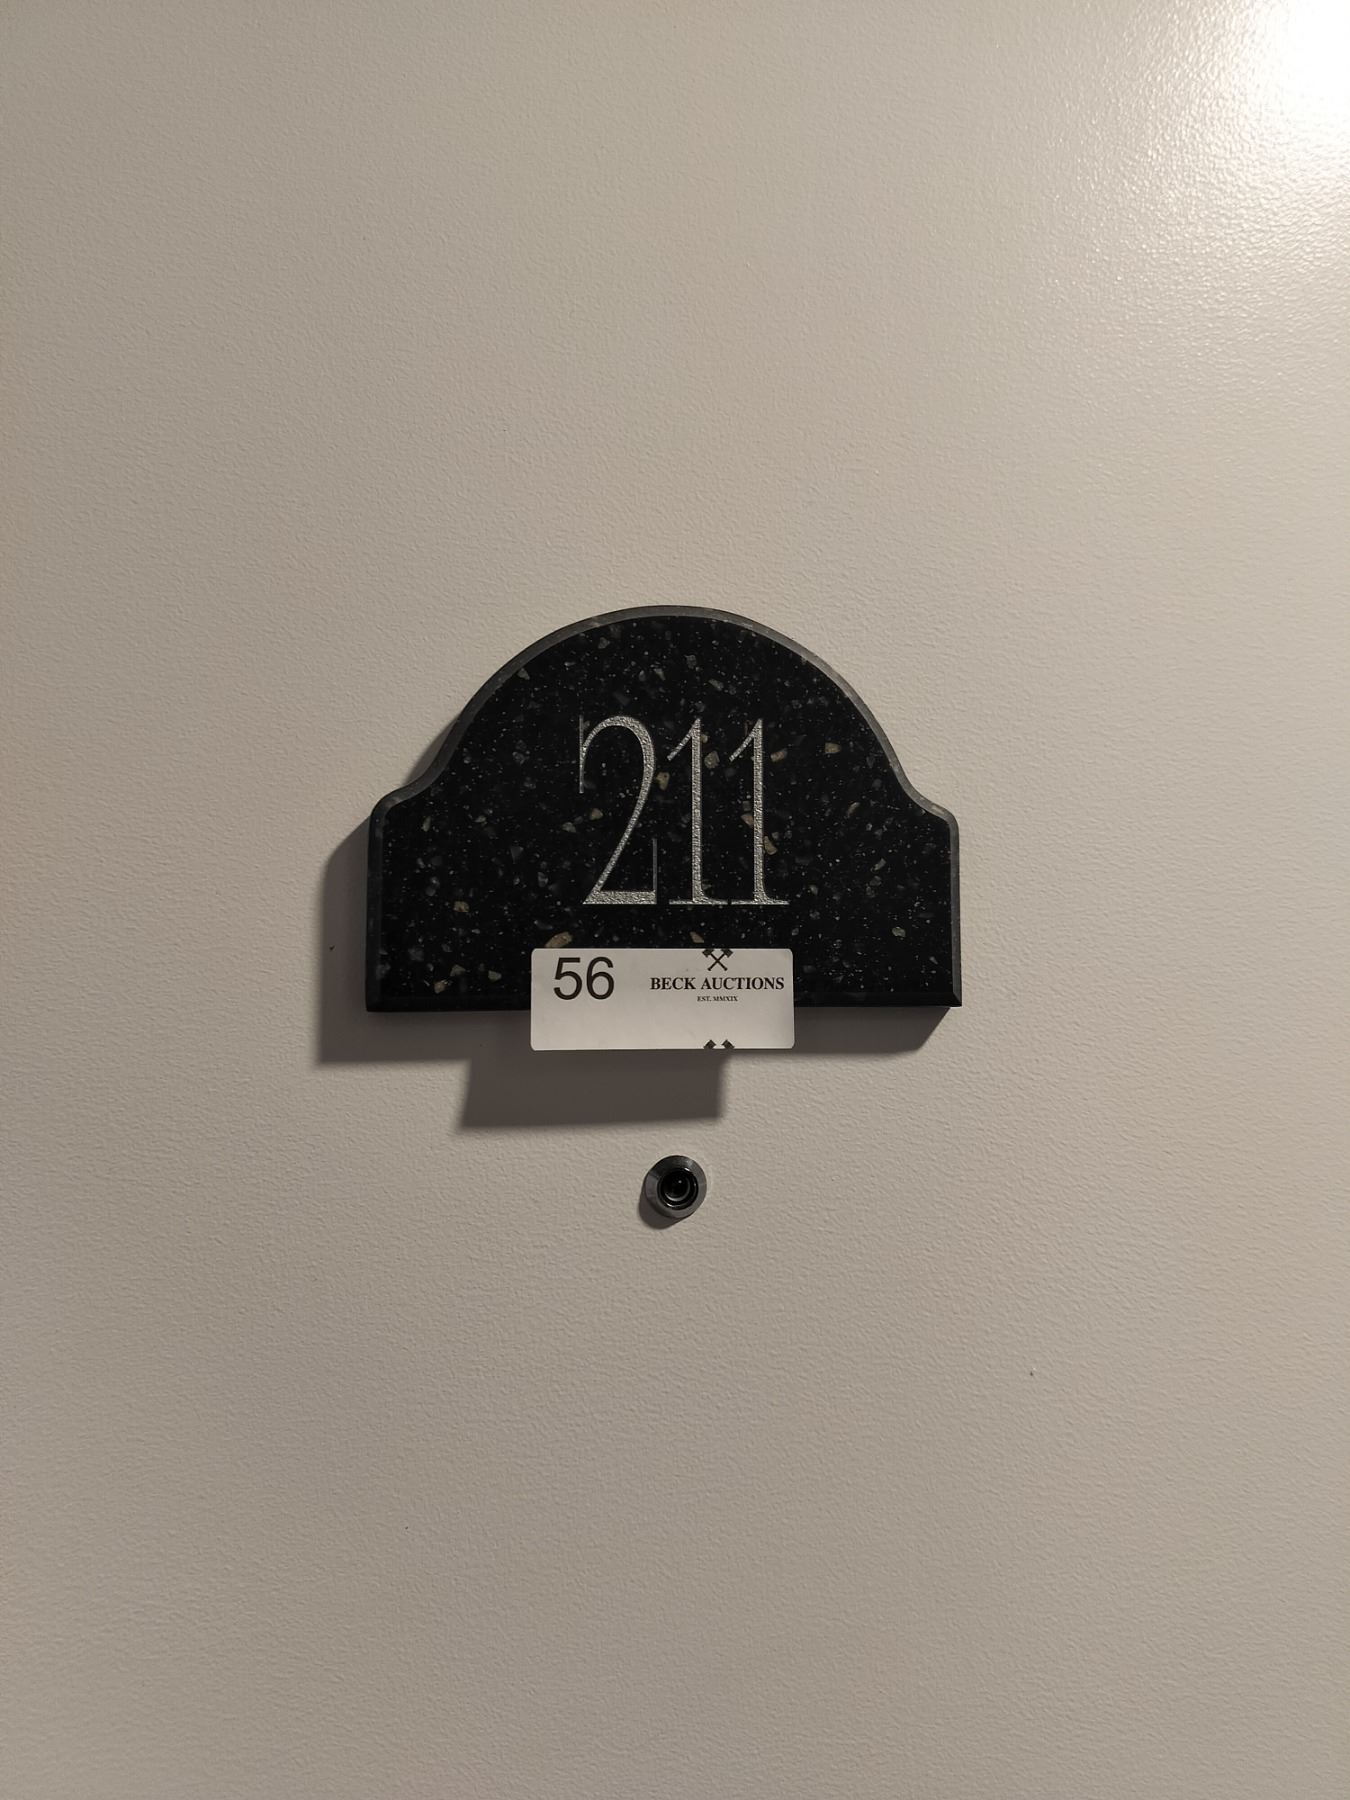 211
56
BECK AUCTIONS
EST. MMXIX